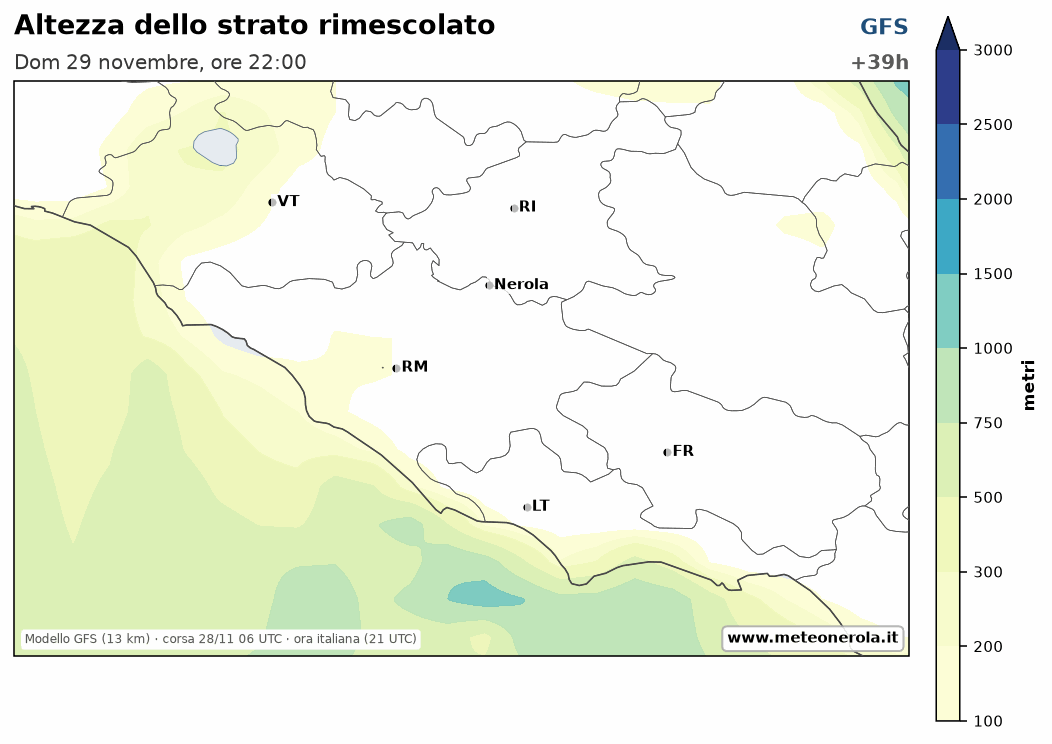 Altezza dello strato rimescolato
GFS
Dom 29 novembre, ore 22:00
+39h
VT
RI
Nerola
RM
FR
LT
Modello GFS (13 km) · corsa 28/11 06 UTC · ora italiana (21 UTC)
www.meteonerola.it
3000
2500
2000
1500
1000
750
500
300
200
100
metri